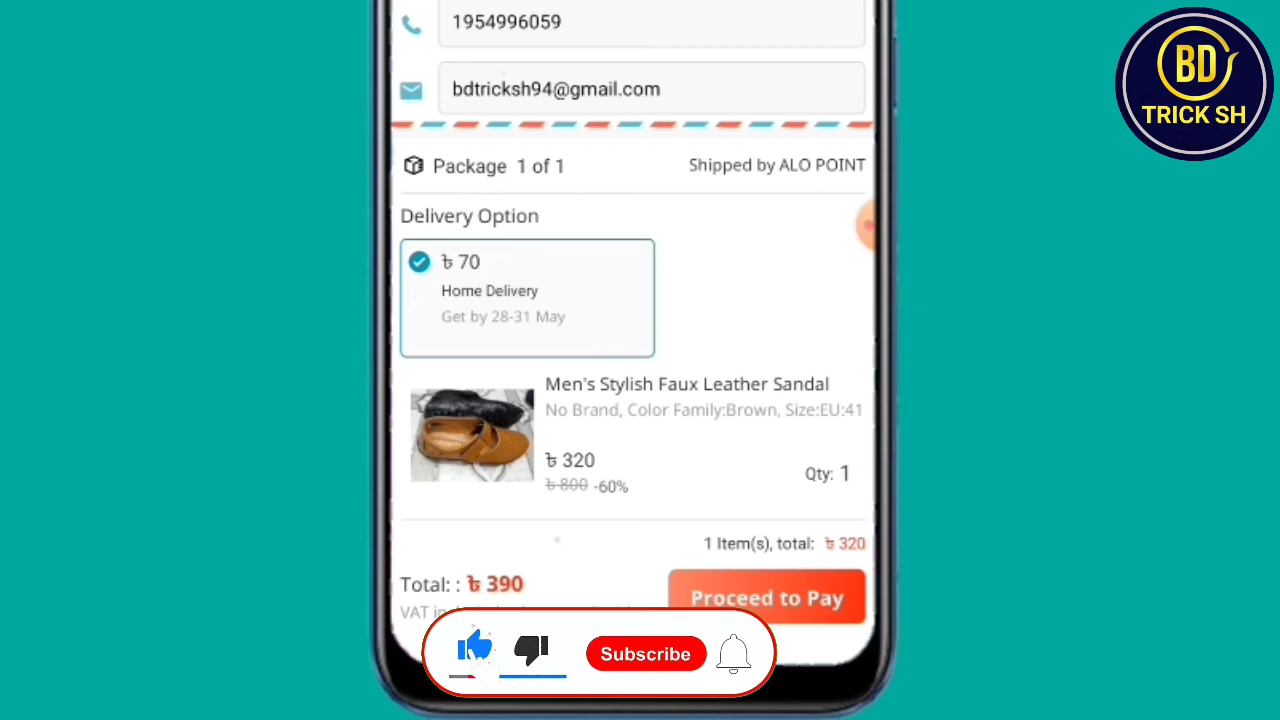 1954996059
bdtricksh94@gmail.com
BD
TRICK SH
Package 1 of 1
Shipped by ALO POINT
Delivery Option
৳ 70
Home Delivery
Get by 28-31 May
Men's Stylish Faux Leather Sandal
No Brand, Color Family:Brown, Size:EU:41
৳ 320
৳ 800 -60%
Qty: 1
1 Item(s), total: ৳ 320
Total: : ৳ 390
Proceed to Pay
VAT
Subscribe